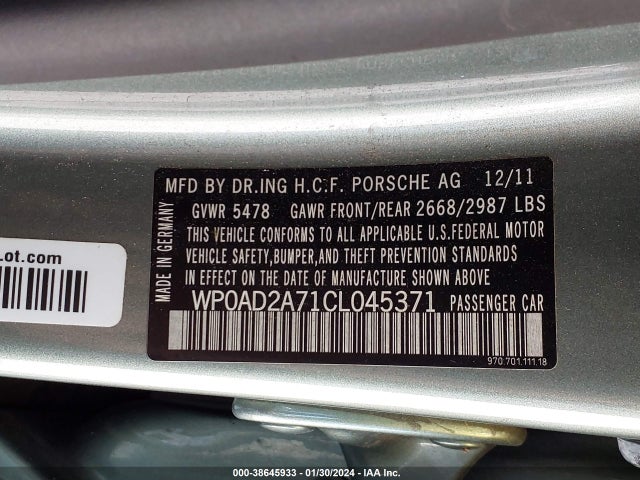 MFD BY DR.ING H.C.F. PORSCHE AG 12/11
GVWR 5478 GAWR FRONT/REAR 2668/2987 LBS
THIS VEHICLE CONFORMS TO ALL APPLICABLE U.S.FEDERAL MOTOR
VEHICLE SAFETY,BUMPER,AND THEFT PREVENTION STANDARDS
IN EFFECT ON THE DATE OF MANUFACTURE SHOWN ABOVE
WP0AD2A71CL045371 PASSENGER CAR
970.701.111.18
MADE IN GERMANY
Lot.com
000-38645933 - 01/30/2024 - IAA Inc.